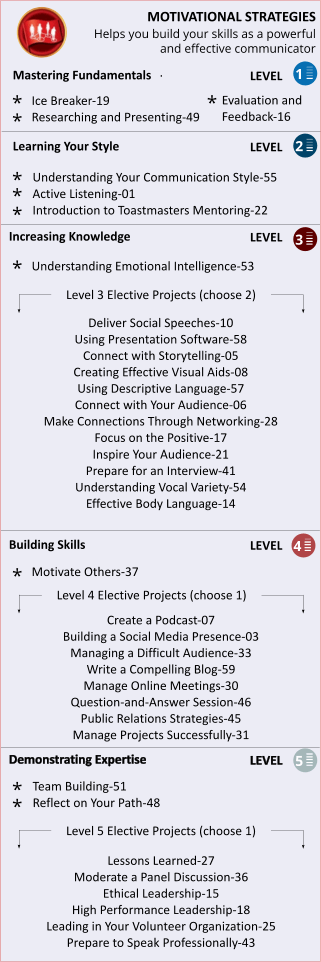 MOTIVATIONAL STRATEGIES
Helps you build your skills as a powerful
and effective communicator
Mastering Fundamentals · LEVEL 1
* Ice Breaker-19
* Researching and Presenting-49
* Evaluation and
Feedback-16
Learning Your Style LEVEL 2
* Understanding Your Communication Style-55
* Active Listening-01
* Introduction to Toastmasters Mentoring-22
Increasing Knowledge LEVEL 3
* Understanding Emotional Intelligence-53
Level 3 Elective Projects (choose 2)
Deliver Social Speeches-10
Using Presentation Software-58
Connect with Storytelling-05
Creating Effective Visual Aids-08
Using Descriptive Language-57
Connect with Your Audience-06
Make Connections Through Networking-28
Focus on the Positive-17
Inspire Your Audience-21
Prepare for an Interview-41
Understanding Vocal Variety-54
Effective Body Language-14
Building Skills LEVEL 4
* Motivate Others-37
Level 4 Elective Projects (choose 1)
Create a Podcast-07
Building a Social Media Presence-03
Managing a Difficult Audience-33
Write a Compelling Blog-59
Manage Online Meetings-30
Question-and-Answer Session-46
Public Relations Strategies-45
Manage Projects Successfully-31
Demonstrating Expertise LEVEL 5
* Team Building-51
* Reflect on Your Path-48
Level 5 Elective Projects (choose 1)
Lessons Learned-27
Moderate a Panel Discussion-36
Ethical Leadership-15
High Performance Leadership-18
Leading in Your Volunteer Organization-25
Prepare to Speak Professionally-43